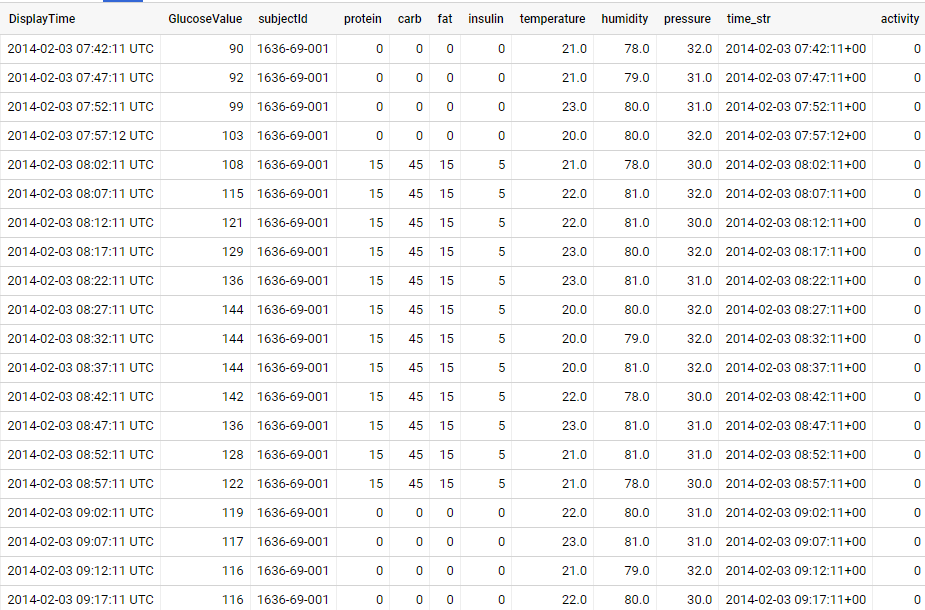 DisplayTime GlucoseValue subjectId protein carb fat insulin temperature humidity pressure time_str activity
2014-02-03 07:42:11 UTC 90 1636-69-001 0 0 0 0 21.0 78.0 32.0 2014-02-03 07:42:11+00 0
2014-02-03 07:47:11 UTC 92 1636-69-001 0 0 0 0 21.0 79.0 31.0 2014-02-03 07:47:11+00 0
2014-02-03 07:52:11 UTC 99 1636-69-001 0 0 0 0 23.0 80.0 31.0 2014-02-03 07:52:11+00 0
2014-02-03 07:57:12 UTC 103 1636-69-001 0 0 0 0 20.0 80.0 32.0 2014-02-03 07:57:12+00 0
2014-02-03 08:02:11 UTC 108 1636-69-001 15 45 15 5 21.0 78.0 30.0 2014-02-03 08:02:11+00 0
2014-02-03 08:07:11 UTC 115 1636-69-001 15 45 15 5 22.0 81.0 32.0 2014-02-03 08:07:11+00 0
2014-02-03 08:12:11 UTC 121 1636-69-001 15 45 15 5 22.0 81.0 30.0 2014-02-03 08:12:11+00 0
2014-02-03 08:17:11 UTC 129 1636-69-001 15 45 15 5 23.0 80.0 32.0 2014-02-03 08:17:11+00 0
2014-02-03 08:22:11 UTC 136 1636-69-001 15 45 15 5 23.0 81.0 31.0 2014-02-03 08:22:11+00 0
2014-02-03 08:27:11 UTC 144 1636-69-001 15 45 15 5 20.0 80.0 32.0 2014-02-03 08:27:11+00 0
2014-02-03 08:32:11 UTC 144 1636-69-001 15 45 15 5 20.0 79.0 32.0 2014-02-03 08:32:11+00 0
2014-02-03 08:37:11 UTC 144 1636-69-001 15 45 15 5 20.0 81.0 32.0 2014-02-03 08:37:11+00 0
2014-02-03 08:42:11 UTC 142 1636-69-001 15 45 15 5 22.0 78.0 30.0 2014-02-03 08:42:11+00 0
2014-02-03 08:47:11 UTC 136 1636-69-001 15 45 15 5 23.0 81.0 31.0 2014-02-03 08:47:11+00 0
2014-02-03 08:52:11 UTC 128 1636-69-001 15 45 15 5 21.0 81.0 31.0 2014-02-03 08:52:11+00 0
2014-02-03 08:57:11 UTC 122 1636-69-001 15 45 15 5 21.0 78.0 30.0 2014-02-03 08:57:11+00 0
2014-02-03 09:02:11 UTC 119 1636-69-001 0 0 0 0 22.0 80.0 31.0 2014-02-03 09:02:11+00 0
2014-02-03 09:07:11 UTC 117 1636-69-001 0 0 0 0 23.0 81.0 31.0 2014-02-03 09:07:11+00 0
2014-02-03 09:12:11 UTC 116 1636-69-001 0 0 0 0 21.0 79.0 32.0 2014-02-03 09:12:11+00 0
2014-02-03 09:17:11 UTC 116 1636-69-001 0 0 0 0 22.0 80.0 30.0 2014-02-03 09:17:11+00 0